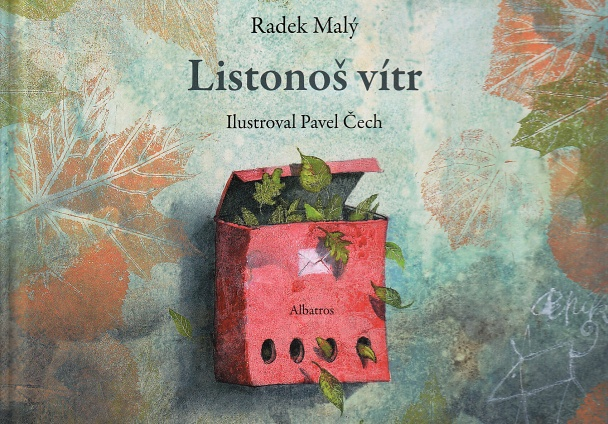 Radek Malý
Listonoš vítr
Ilustroval Pavel Čech
Albatros